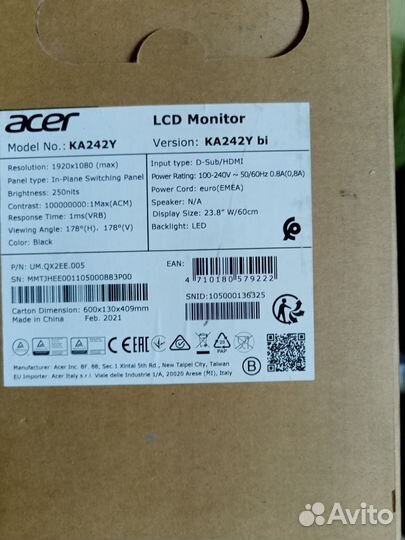 acer
LCD Monitor
Model No.: KA242Y
Version: KA242Y bi
Resolution: 1920x1080 (max)
Panel type: In-Plane Switching Panel
Brightness: 250nits
Contrast: 100000000:1Max(ACM)
Response Time: 1ms(VRB)
Viewing Angle: 178°(H), 178°(V)
Color: Black
Input type: D-Sub/HDMI
Power Rating: 100-240V ~ 50/60Hz 0.8A(0,8A)
Power Cord: euro(EMEA)
Speaker: N/A
Display Size: 23.8" W/60cm
Backlight: LED
P/N: UM.QX2EE.005
SN: MMTJHEE001105000883P00
EAN:
4 710180 579222
SNID:105000136325
Carton Dimension: 600x130x409mm
Made in China Feb. 2021
CE EAC
PAP
Manufacturer: Acer Inc. 8F. 88, Sec.1 Xintai 5th Rd., New Taipei City, Taiwan
EU Importer: Acer Italy s.r.l. Viale delle Industrie 1/A, 20020 Arese (MI), Italy
B
Avito